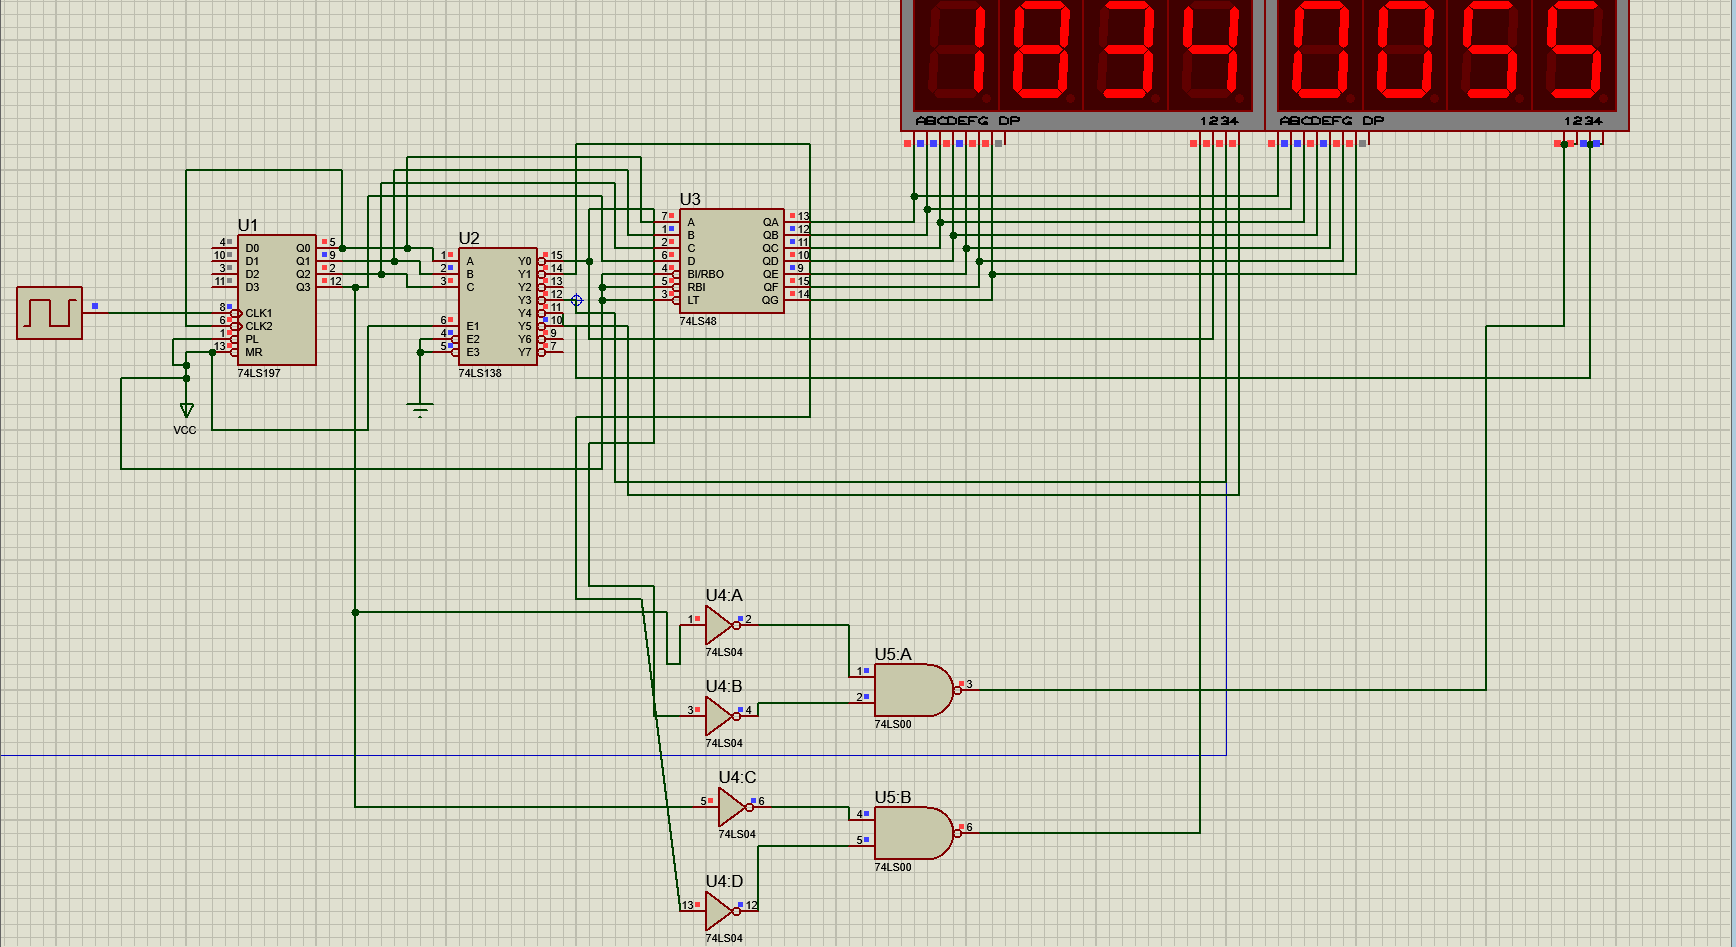 1834 0055
ABCDEFG DP 1234 ABCDEFG DP 1234
U1
4 D0 Q0 5
10 D1 Q1 9
3 D2 Q2 2
11 D3 Q3 12
8 CLK1
6 CLK2
1 PL
13 MR
74LS197
VCC
U2
1 A Y0 15
2 B Y1 14
3 C Y2 13
Y3 12
Y4 11
6 E1 Y5 10
4 E2 Y6 9
5 E3 Y7 7
74LS138
U3
7 A QA 13
1 B QB 12
2 C QC 11
6 D QD 10
4 BI/RBO QE 9
5 RBI QF 15
3 LT QG 14
74LS48
U4:A
1 2
74LS04
U4:B
3 4
74LS04
U5:A
1
2
3
74LS00
U4:C
5 6
74LS04
U5:B
4
5
6
74LS00
U4:D
13 12
74LS04